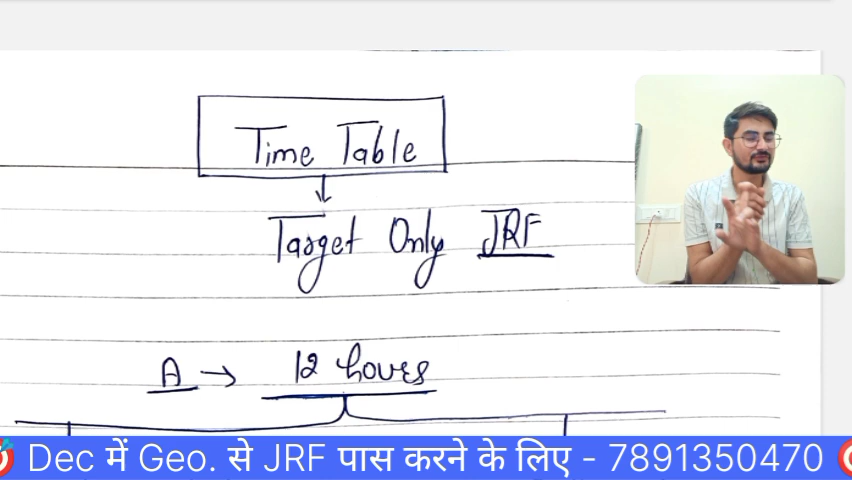 Time Table
Target Only JRF
A → 12 hours
🎯 Dec में Geo. से JRF पास करने के लिए - 7891350470 🎯